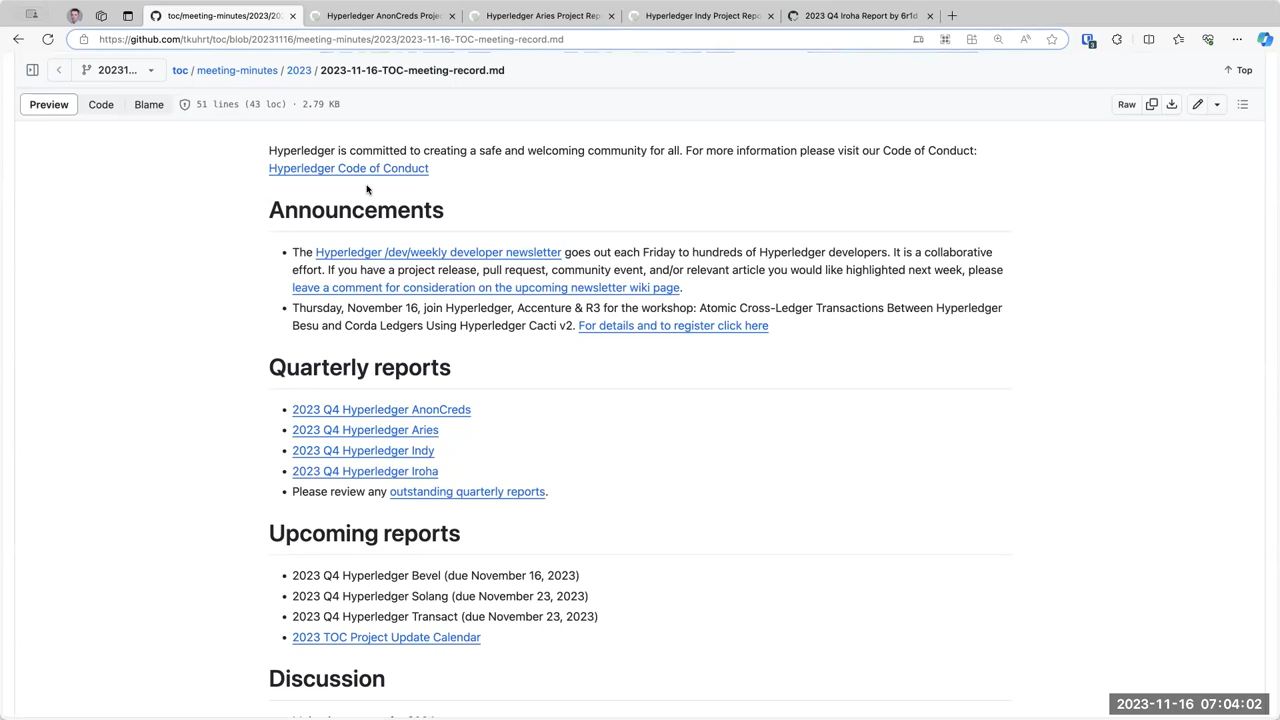 toc/meeting-minutes/2023/20
Hyperledger AnonCreds Proje
Hyperledger Aries Project Rep
Hyperledger Indy Project Repo
2023 Q4 Iroha Report by 6r1d
https://github.com/tkuhrt/toc/blob/20231116/meeting-minutes/2023/2023-11-16-TOC-meeting-record.md
20231... toc / meeting-minutes / 2023 / 2023-11-16-TOC-meeting-record.md Top
Preview Code Blame 51 lines (43 loc) · 2.79 KB Raw
Hyperledger is committed to creating a safe and welcoming community for all. For more information please visit our Code of Conduct:
Hyperledger Code of Conduct
Announcements
• The Hyperledger /dev/weekly developer newsletter goes out each Friday to hundreds of Hyperledger developers. It is a collaborative
effort. If you have a project release, pull request, community event, and/or relevant article you would like highlighted next week, please
leave a comment for consideration on the upcoming newsletter wiki page.
• Thursday, November 16, join Hyperledger, Accenture & R3 for the workshop: Atomic Cross-Ledger Transactions Between Hyperledger
Besu and Corda Ledgers Using Hyperledger Cacti v2. For details and to register click here
Quarterly reports
• 2023 Q4 Hyperledger AnonCreds
• 2023 Q4 Hyperledger Aries
• 2023 Q4 Hyperledger Indy
• 2023 Q4 Hyperledger Iroha
• Please review any outstanding quarterly reports.
Upcoming reports
• 2023 Q4 Hyperledger Bevel (due November 16, 2023)
• 2023 Q4 Hyperledger Solang (due November 23, 2023)
• 2023 Q4 Hyperledger Transact (due November 23, 2023)
• 2023 TOC Project Update Calendar
Discussion
2023-11-16 07:04:02